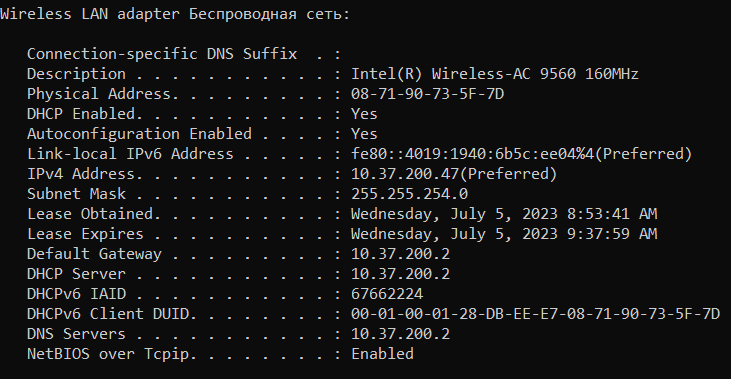 Wireless LAN adapter Беспроводная сеть:
Connection-specific DNS Suffix . :
Description . . . . . . . . . . . : Intel(R) Wireless-AC 9560 160MHz
Physical Address. . . . . . . . . : 08-71-90-73-5F-7D
DHCP Enabled. . . . . . . . . . . : Yes
Autoconfiguration Enabled . . . . : Yes
Link-local IPv6 Address . . . . . : fe80::4019:1940:6b5c:ee04%4(Preferred)
IPv4 Address. . . . . . . . . . . : 10.37.200.47(Preferred)
Subnet Mask . . . . . . . . . . . : 255.255.254.0
Lease Obtained. . . . . . . . . . : Wednesday, July 5, 2023 8:53:41 AM
Lease Expires . . . . . . . . . . : Wednesday, July 5, 2023 9:37:59 AM
Default Gateway . . . . . . . . . : 10.37.200.2
DHCP Server . . . . . . . . . . . : 10.37.200.2
DHCPv6 IAID . . . . . . . . . . . : 67662224
DHCPv6 Client DUID. . . . . . . . : 00-01-00-01-28-DB-EE-E7-08-71-90-73-5F-7D
DNS Servers . . . . . . . . . . . : 10.37.200.2
NetBIOS over Tcpip. . . . . . . . : Enabled